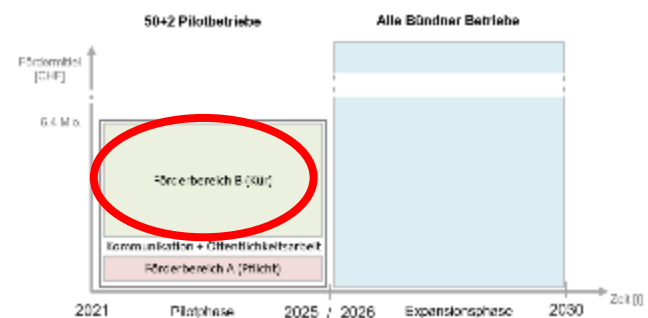 50+2 Pilotbetriebe
Alle Bündner Betriebe
Fördermittel
[CHF]
6.4 Mio.
Förderbereich B (Kür)
Kommunikation + Öffentlichkeitsarbeit
Förderbereich A (Pflicht)
Zeit [t]
2021
Pilotphase
2025 / 2026
Expansionsphase
2030